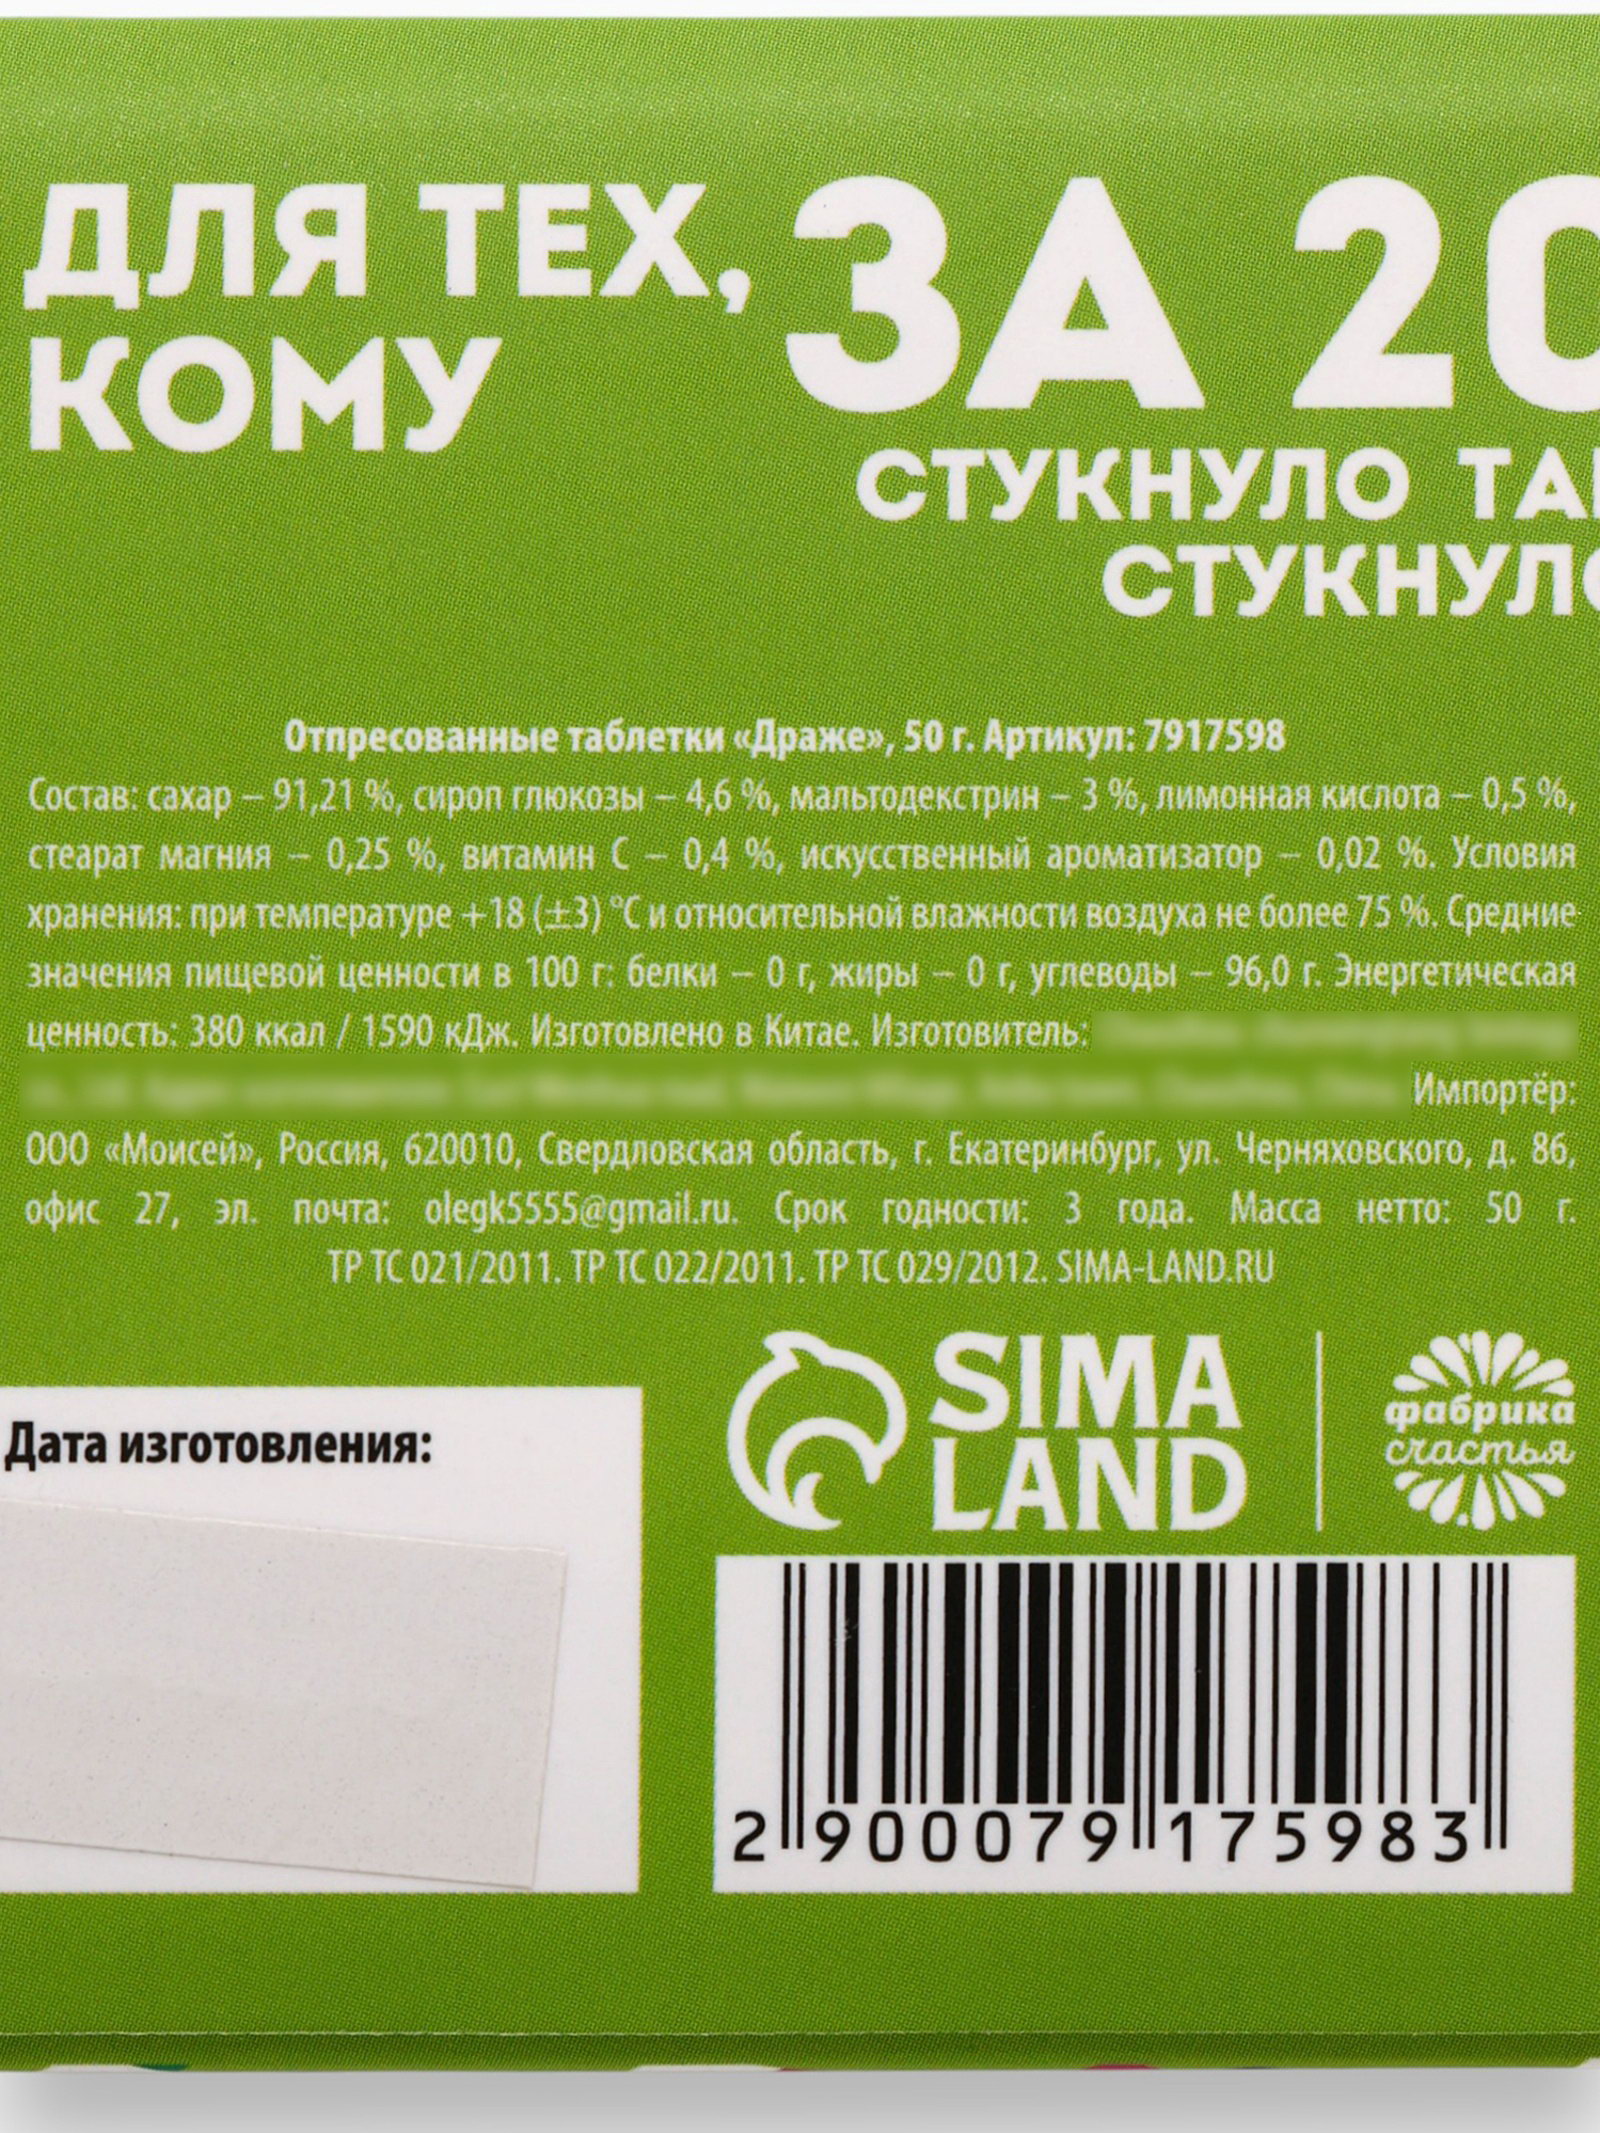 ДЛЯ ТЕХ,
КОМУ
ЗА 20
СТУКНУЛО
СТУКНУЛО
Отпресованные таблетки «Драже», 50 г. Артикул: 7917598
Состав: сахар – 91,21 %, сироп глюкозы – 4,6 %, мальтодекстрин – 3 %, лимонная кислота – 0,5 %,
стеарат магния – 0,25 %, витамин С – 0,4 %, искусственный ароматизатор – 0,02 %. Условия
хранения: при температуре +18 (±3) °С и относительной влажности воздуха не более 75 %. Средние
значения пищевой ценности в 100 г: белки – 0 г, жиры – 0 г, углеводы – 96,0 г. Энергетическая
ценность: 380 ккал / 1590 кДж. Изготовлено в Китае. Изготовитель:
Импортёр:
ООО «Моисей», Россия, 620010, Свердловская область, г. Екатеринбург, ул. Черняховского, д. 86,
офис 27, эл. почта: olegk5555@gmail.ru. Срок годности: 3 года. Масса нетто: 50 г.
ТР ТС 021/2011. ТР ТС 022/2011. ТР ТС 029/2012. SIMA-LAND.RU
SIMA
LAND
фабрика
счастья
Дата изготовления:
2 900079 175983